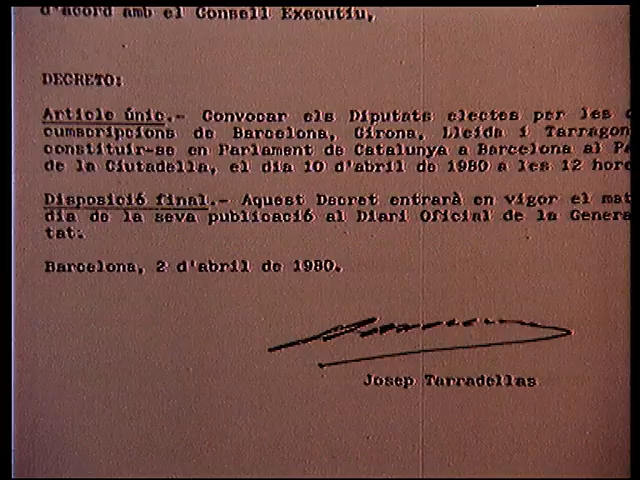 d'acord amb el Consell Executiu,
DECRETO:
Article únic.- Convocar els Diputats electes per les
cumscripcions de Barcelona, Girona, Lleida i Tarragon
constituir-se en Parlament de Catalunya a Barcelona al
de la Ciutadella, el dia 10 d'abril de 1980 a les 12 hore
Disposició final.- Aquest Decret entrarà en vigor el mat
dia de la seva publicació al Diari Oficial de la Genera
tat.
Barcelona, 2 d'abril de 1980.
Josep Tarradellas